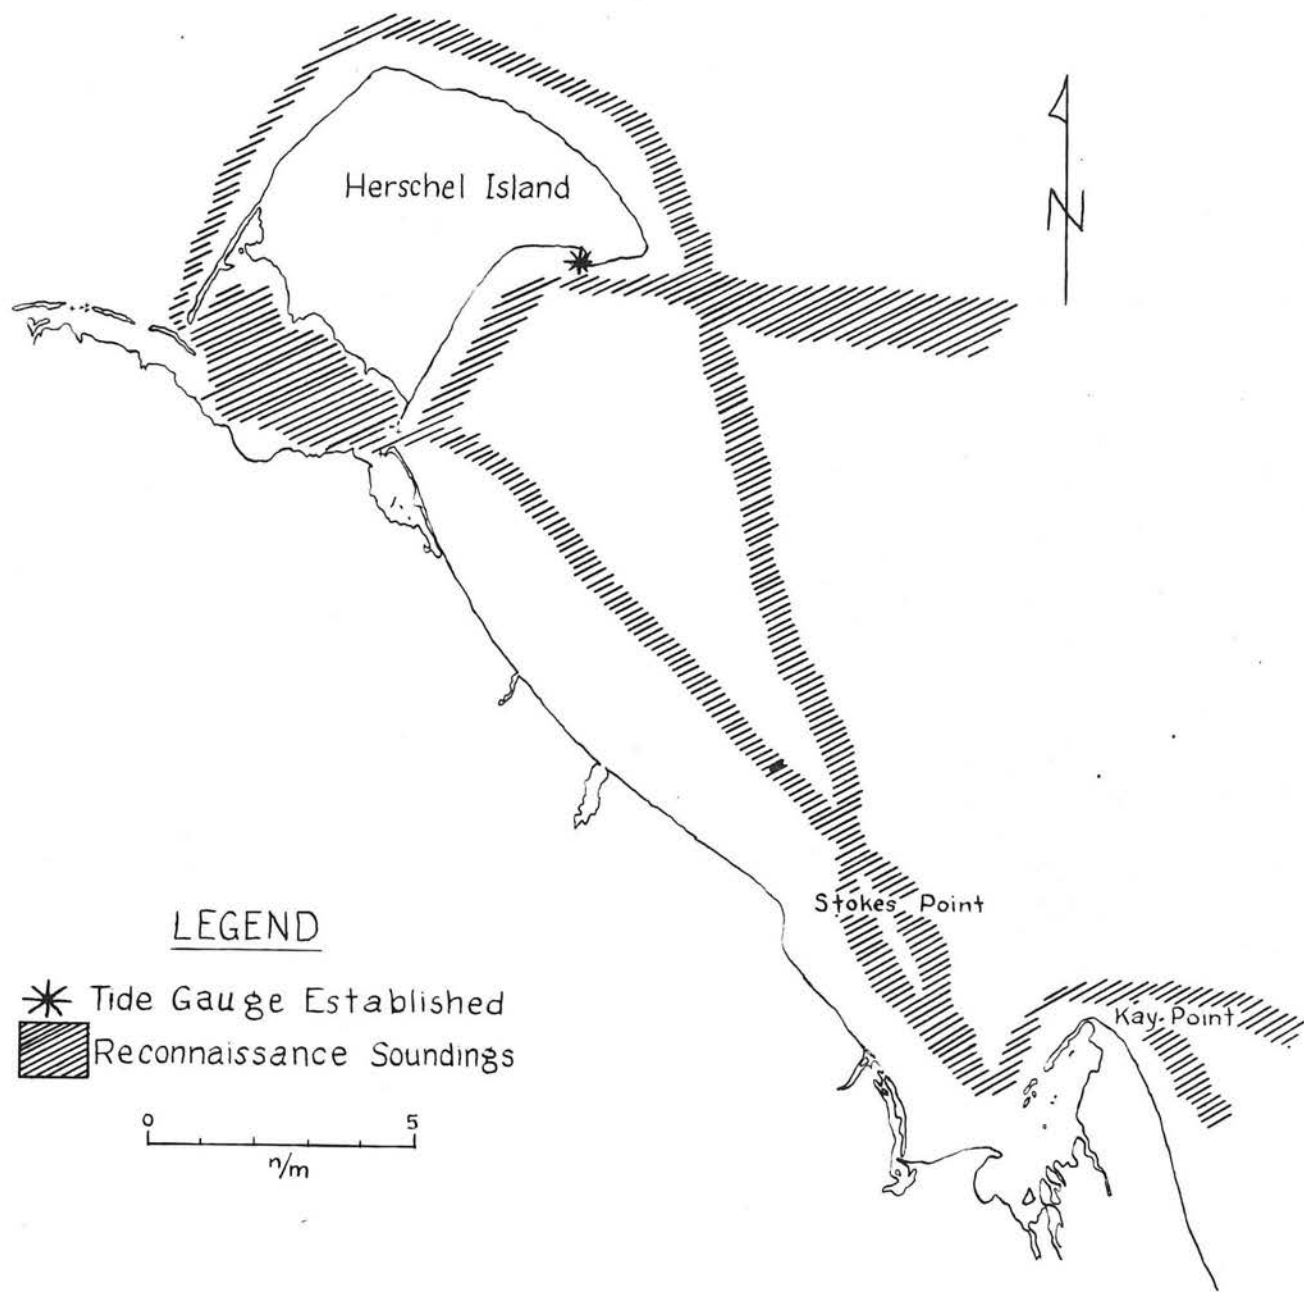 Herschel Island
N
Stokes Point
Kay Point
LEGEND
Tide Gauge Established
Reconnaissance Soundings
0 5
n/m